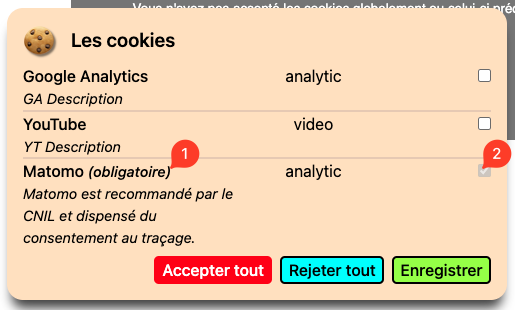 Vous n'avez pas accepté les cookies globalement ou celui-ci préc
Les cookies
Google Analytics analytic
GA Description
YouTube video
YT Description
1 2
Matomo (obligatoire) analytic
Matomo est recommandé par le
CNIL et dispensé du
consentement au traçage.
Accepter tout Rejeter tout Enregistrer